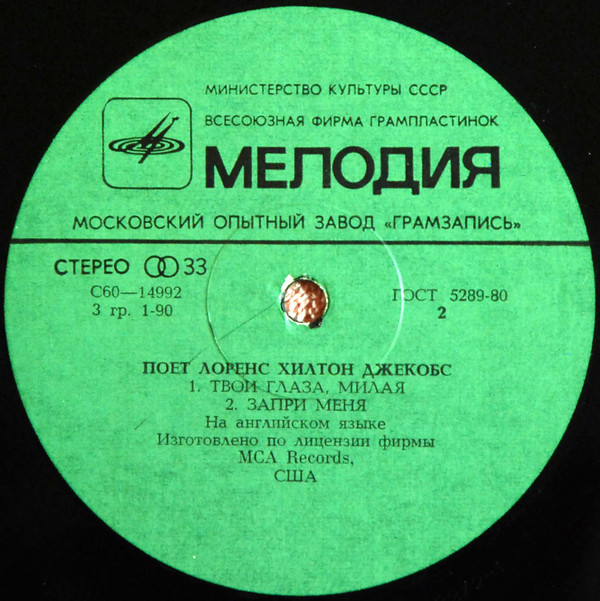 МИНИСТЕРСТВО КУЛЬТУРЫ СССР
ВСЕСОЮЗНАЯ ФИРМА ГРАМПЛАСТИНОК
МЕЛОДИЯ
МОСКОВСКИЙ ОПЫТНЫЙ ЗАВОД «ГРАМЗАПИСЬ»
СТЕРЕО 33
С60—14992
3 гр. 1-90
ГОСТ 5289-80
2
ПОЕТ ЛОРЕНС ХИЛТОН ДЖЕКОБС
1. ТВОИ ГЛАЗА, МИЛАЯ
2. ЗАПРИ МЕНЯ
На английском языке
Изготовлено по лицензии фирмы
MCA Records,
США